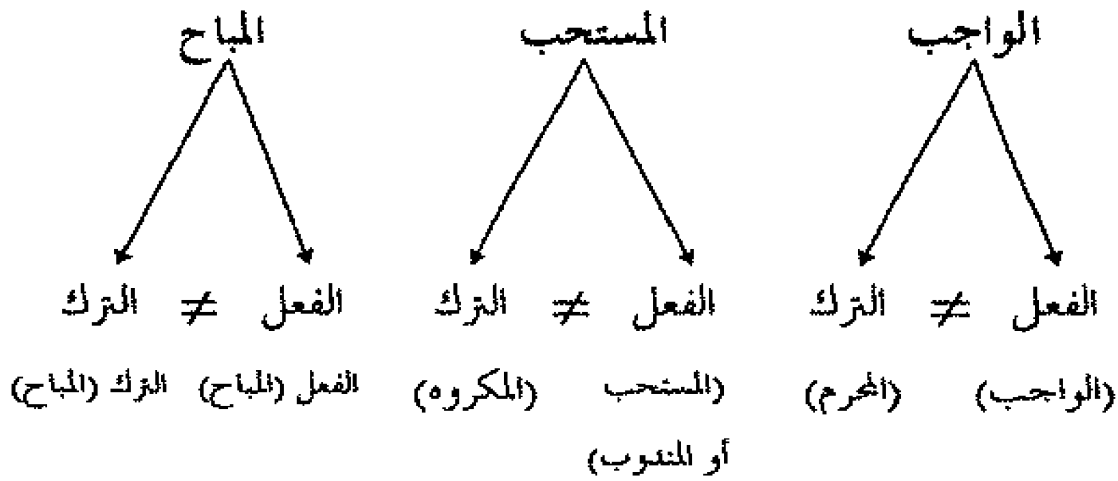 الواجب المستحب المباح
الفعل ≠ الترك الفعل ≠ الترك الفعل ≠ الترك
(الواجب) (المحرم) (المستحب (المكروه) الفعل (المباح) الترك (المباح)
أو المندوب)